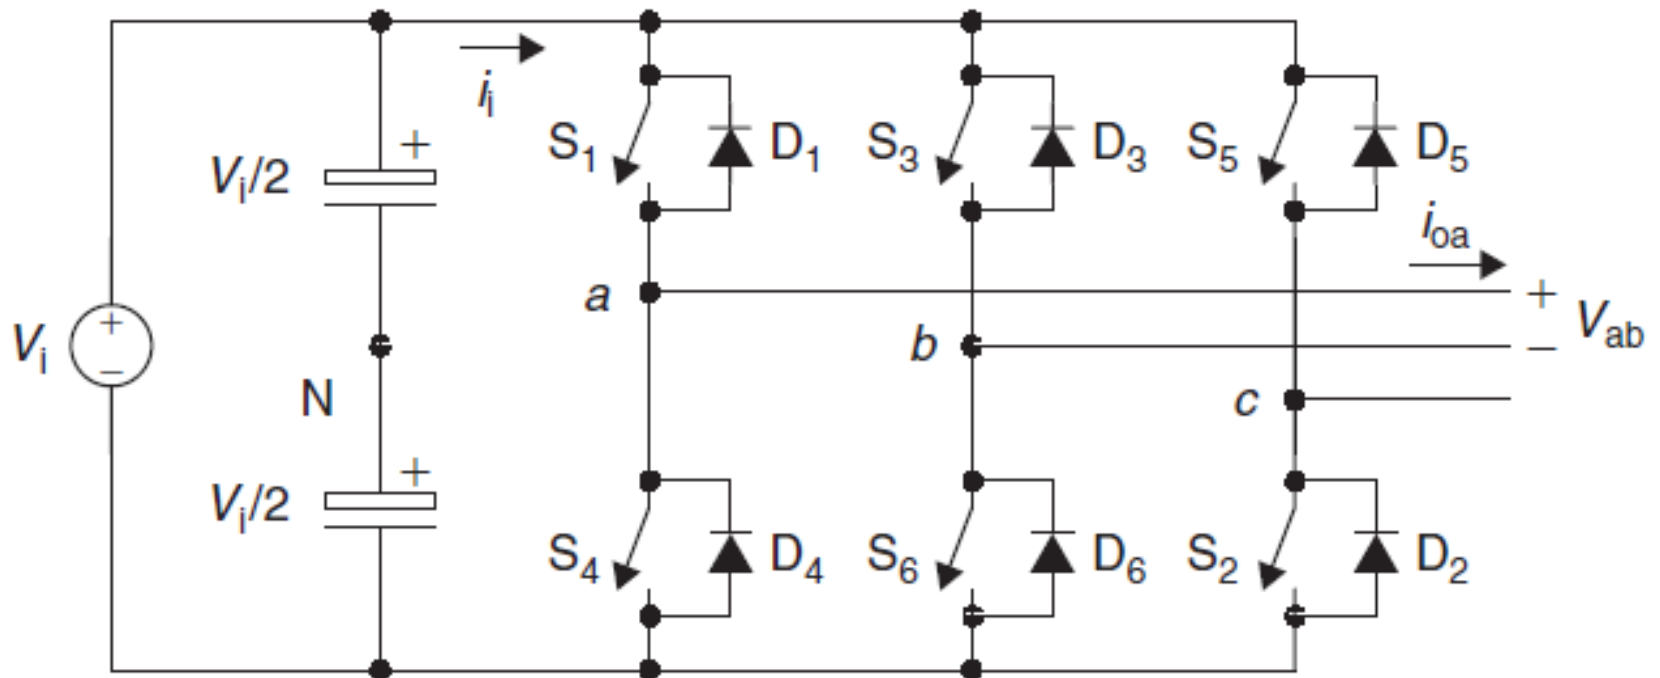 i_i
V_i/2 +
S_1 D_1 S_3 D_3 S_5 D_5
i_oa
a
+
V_ab
b
−
V_i + −
N
c
V_i/2 +
S_4 D_4 S_6 D_6 S_2 D_2